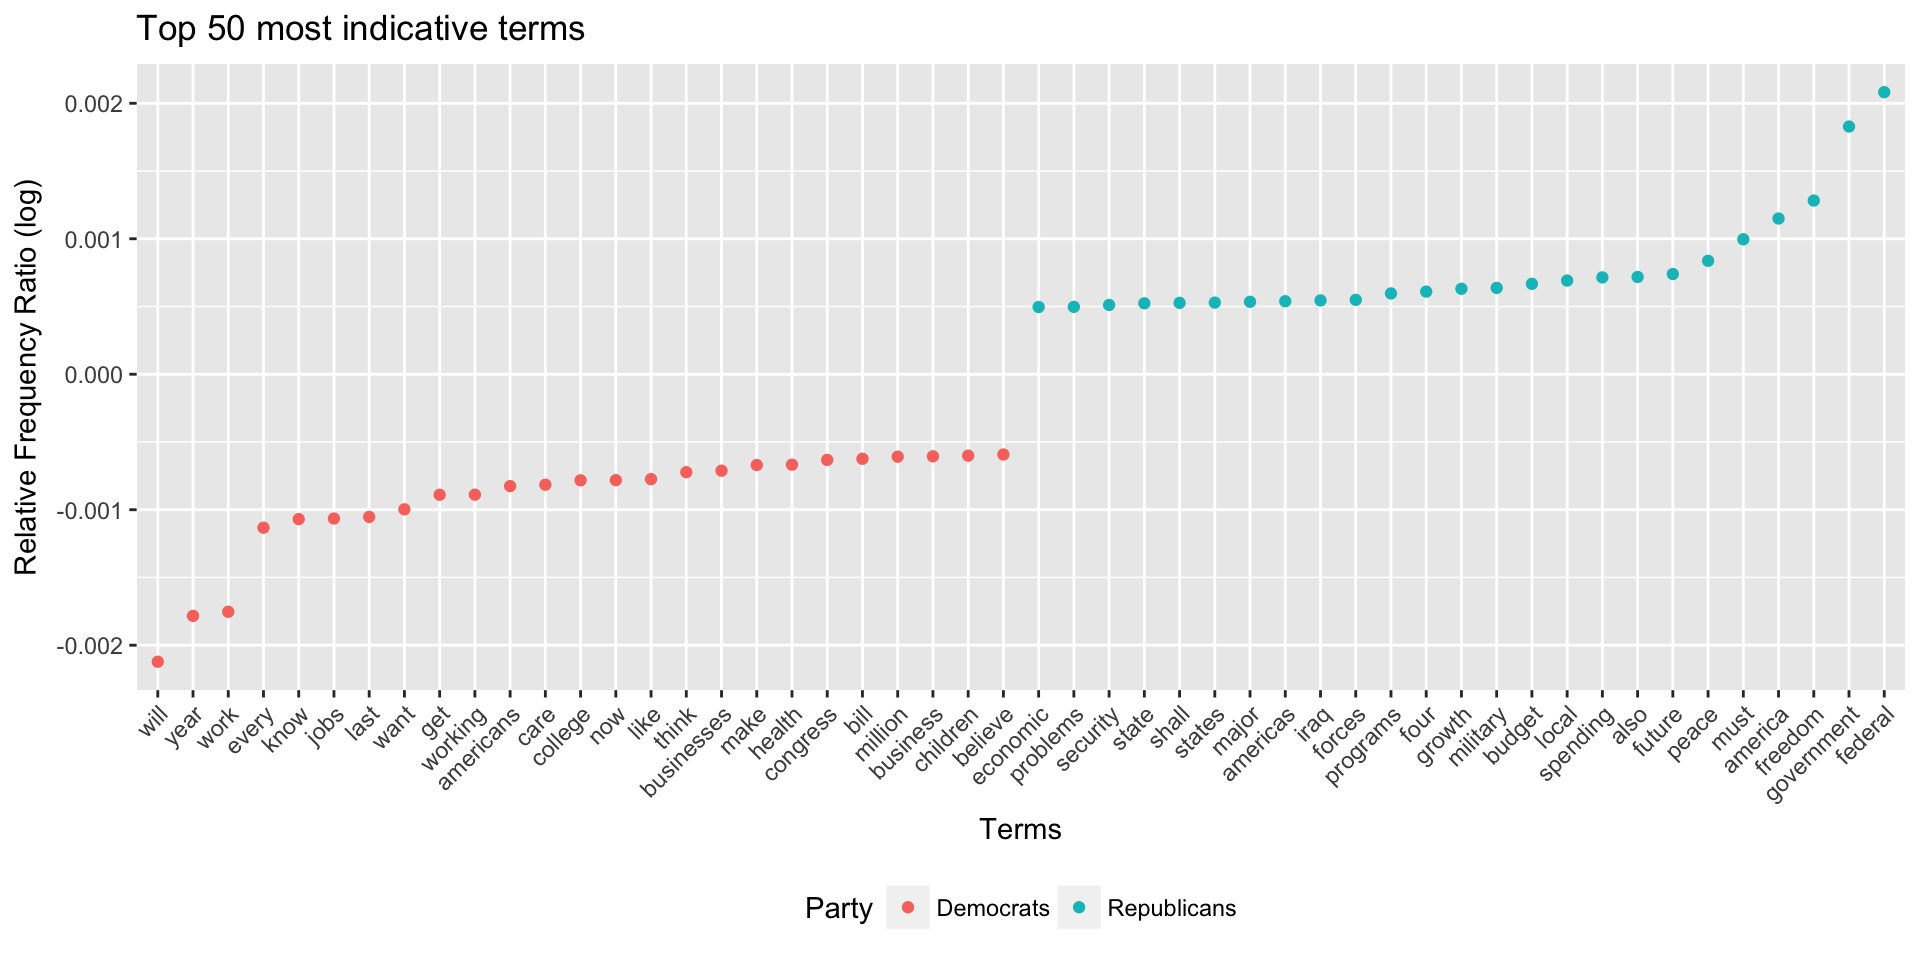 Top 50 most indicative terms
Relative Frequency Ratio (log)
0.002
0.001
0.000
-0.001
-0.002
will
year
work
every
know
jobs
last
want
get
working
americans
care
college
now
like
think
businesses
make
health
congress
bill
million
business
children
believe
economic
problems
security
state
shall
states
major
americas
iraq
forces
programs
four
growth
military
budget
local
spending
also
future
peace
must
america
freedom
government
federal
Terms
Party Democrats Republicans